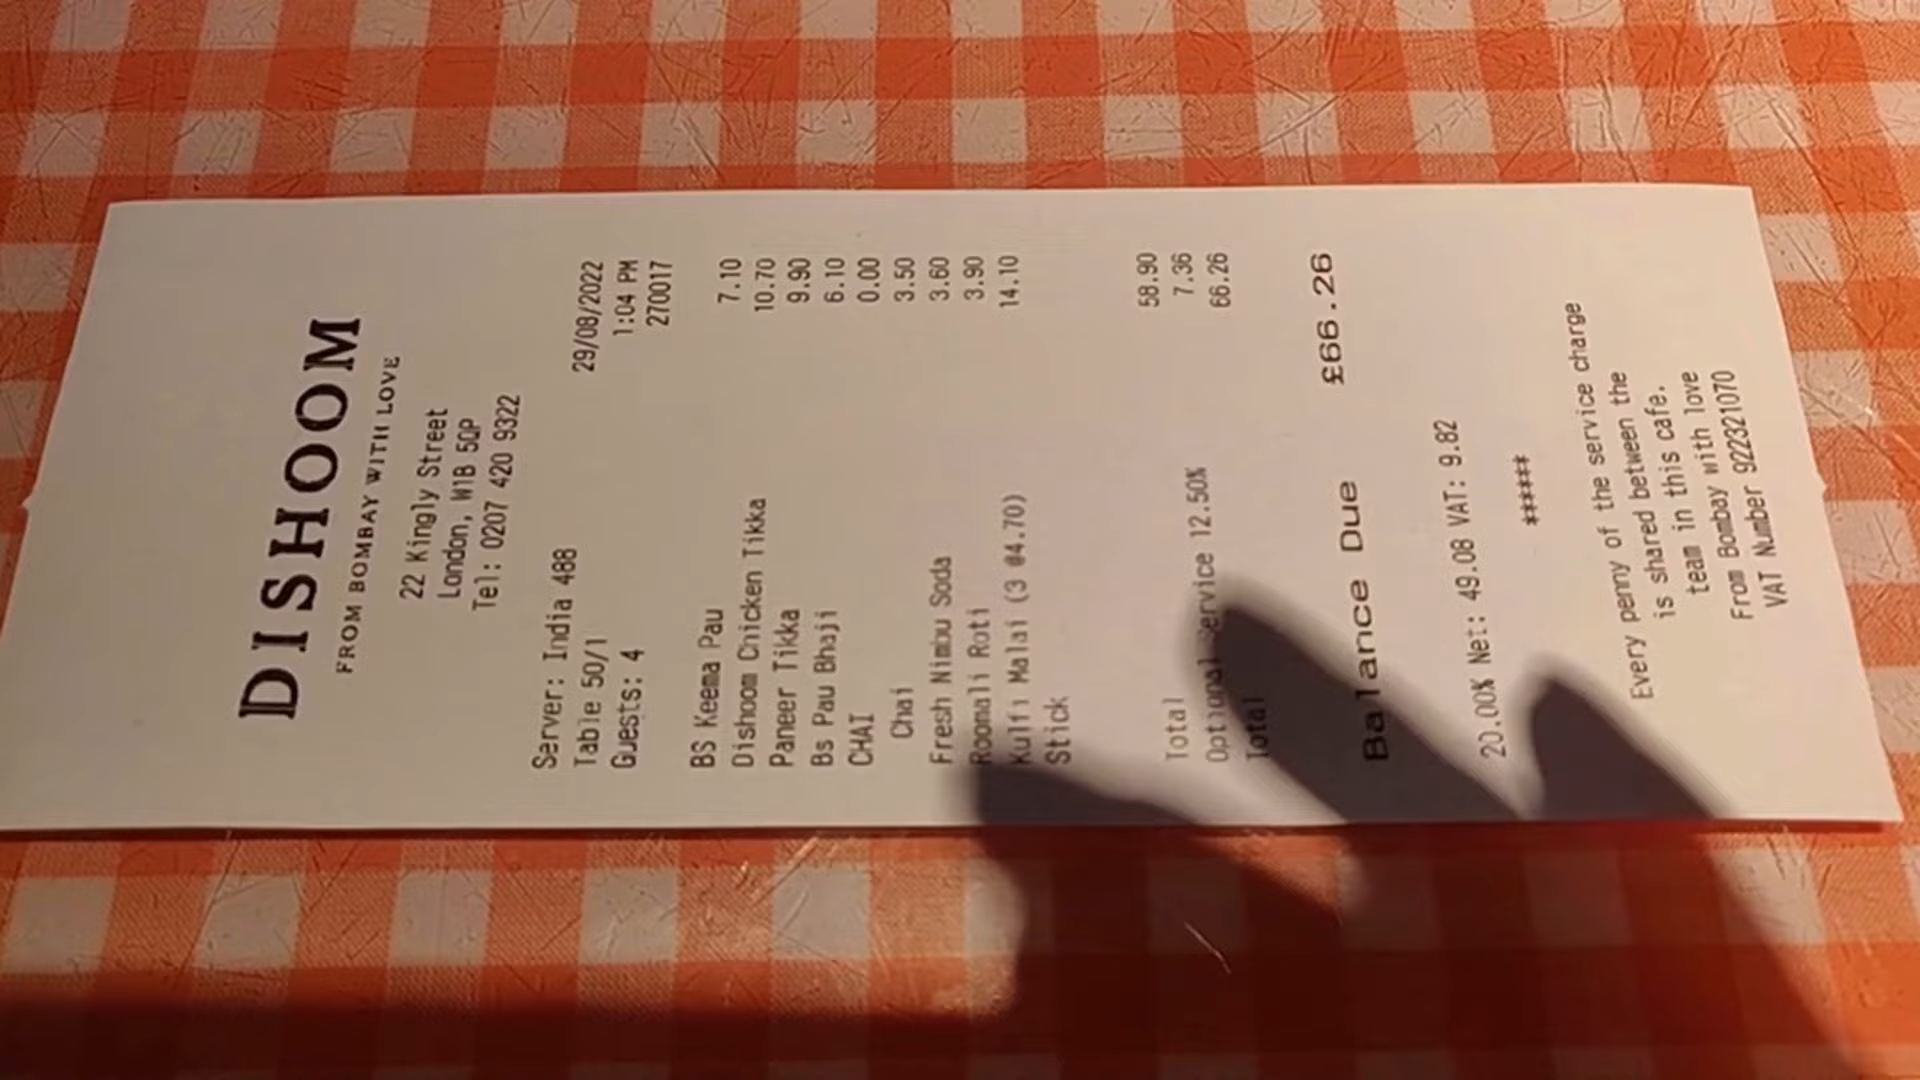 DISHOOM
FROM BOMBAY WITH LOVE
22 Kingly Street
London, W1B 5QP
Tel: 0207 420 9322
Server: India 488 29/08/2022
Table 50/1 1:04 PM
Guests: 4 270017
BS Keema Pau 7.10
Dishoom Chicken Tikka 10.70
Paneer Tikka 9.90
Bs Pau Bhaji 6.10
CHAI 0.00
Chai 3.50
Fresh Nimbu Soda 3.60
Roomali Roti 3.90
Kulfi Malai (3 @4.70) 14.10
Stick
Total 58.90
Optional Service 12.50% 7.36
Total 66.26
Balance Due £66.26
20.00% Net: 49.08 VAT: 9.82
*****
Every penny of the service charge
is shared between the
team in this cafe.
From Bombay with love
VAT Number 922321070